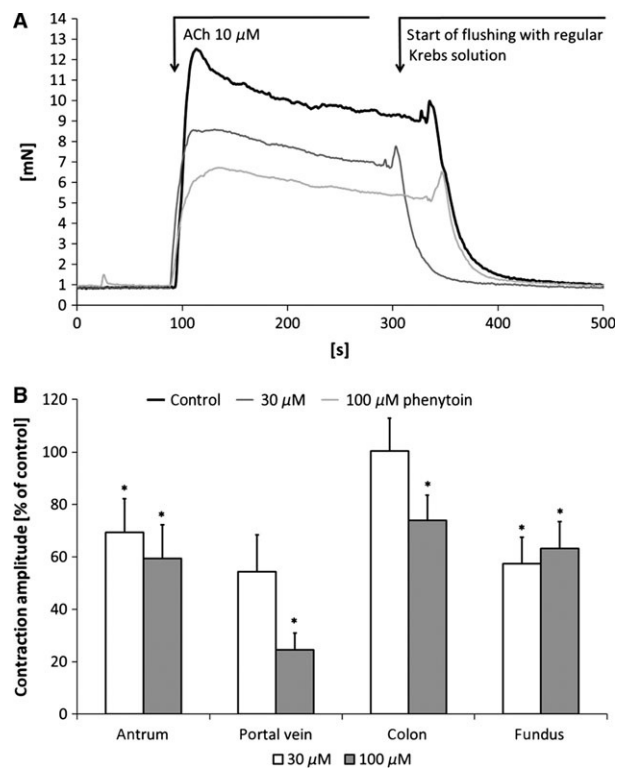 A
ACh 10 µM
Start of flushing with regular
Krebs solution
[mN]
14
13
12
11
10
9
8
7
6
5
4
3
2
1
0
0 100 200 300 400 500
[s]
B
Control 30 µM 100 µM phenytoin
Contraction amplitude [% of control]
120
100
80
60
40
20
0
* * * * * *
Antrum Portal vein Colon Fundus
30 µM 100 µM